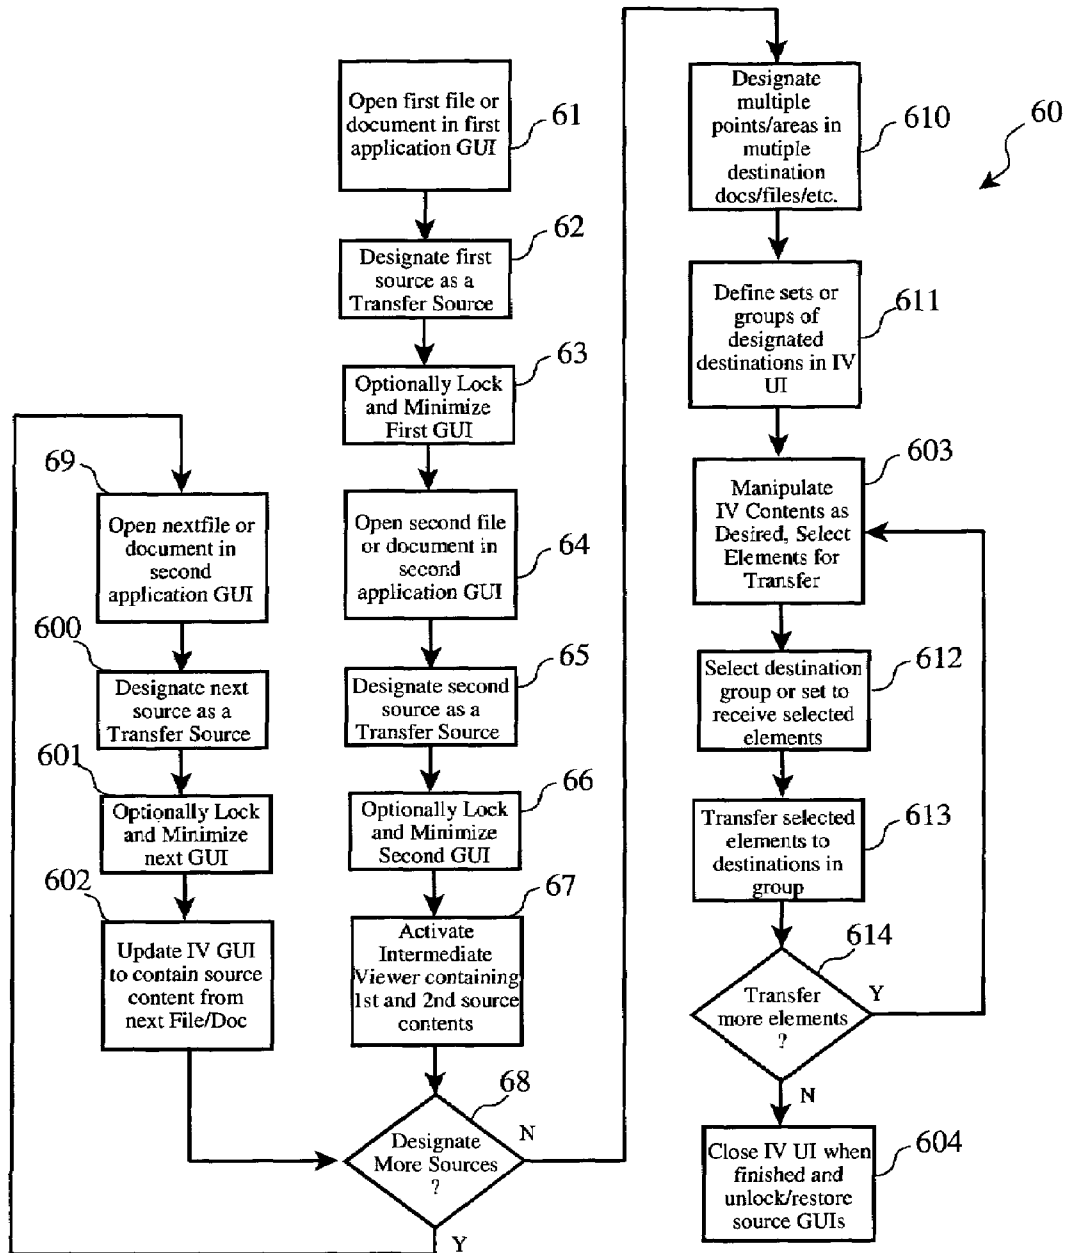 Open first file or
document in first
application GUI
61
Designate first
source as a
Transfer Source
62
Optionally Lock
and Minimize
First GUI
63
Open second file
or document in
second
application GUI
64
Designate second
source as a
Transfer Source
65
Optionally Lock
and Minimize
Second GUI
66
Activate
Intermediate
Viewer containing
1st and 2nd source
contents
67
Designate
More Sources
?
68
N
Y
69
Open nextfile or
document in
second
application GUI
600
Designate next
source as a
Transfer Source
601
Optionally Lock
and Minimize
next GUI
602
Update IV GUI
to contain source
content from
next File/Doc
Designate
multiple
points/areas in
mutiple
destination
docs/files/etc.
610
60
Define sets or
groups of
designated
destinations in IV
UI
611
Manipulate
IV Contents as
Desired, Select
Elements for
Transfer
603
Select destination
group or set to
receive selected
elements
612
Transfer selected
elements to
destinations in
group
613
Transfer
more elements
?
614
Y
N
Close IV UI when
finished and
unlock/restore
source GUIs
604